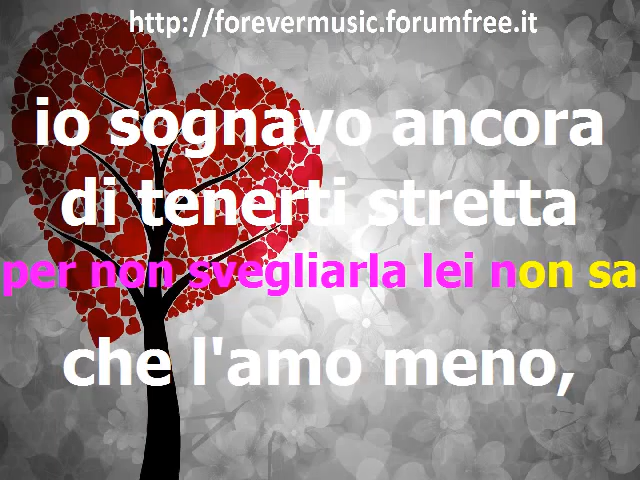 http://forevermusic.forumfree.it
io sognavo ancora
di tenerti stretta
per non svegliarla lei non sa
che l'amo meno,